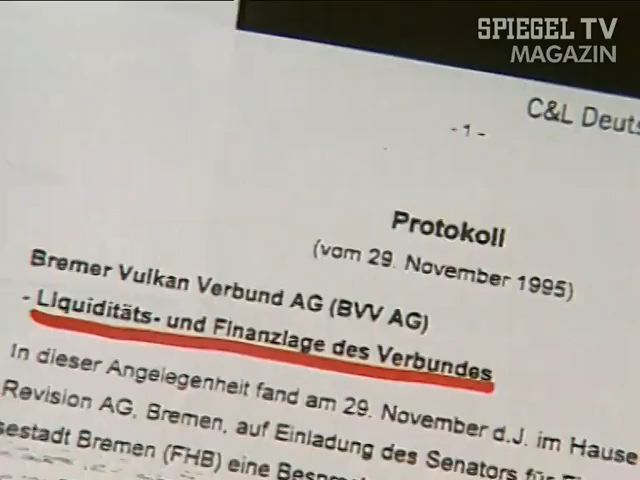 SPIEGEL TV
MAGAZIN
C&L
- 1 -
Protokoll
(vom 29. November 1995)
Bremer Vulkan Verbund AG (BVV AG)
- Liquiditäts- und Finanzlage des Verbundes
In dieser Angelegenheit fand am 29. November d.J. im Hause
Revision AG, Bremen, auf Einladung des Senators für
Bremen (FHB) eine